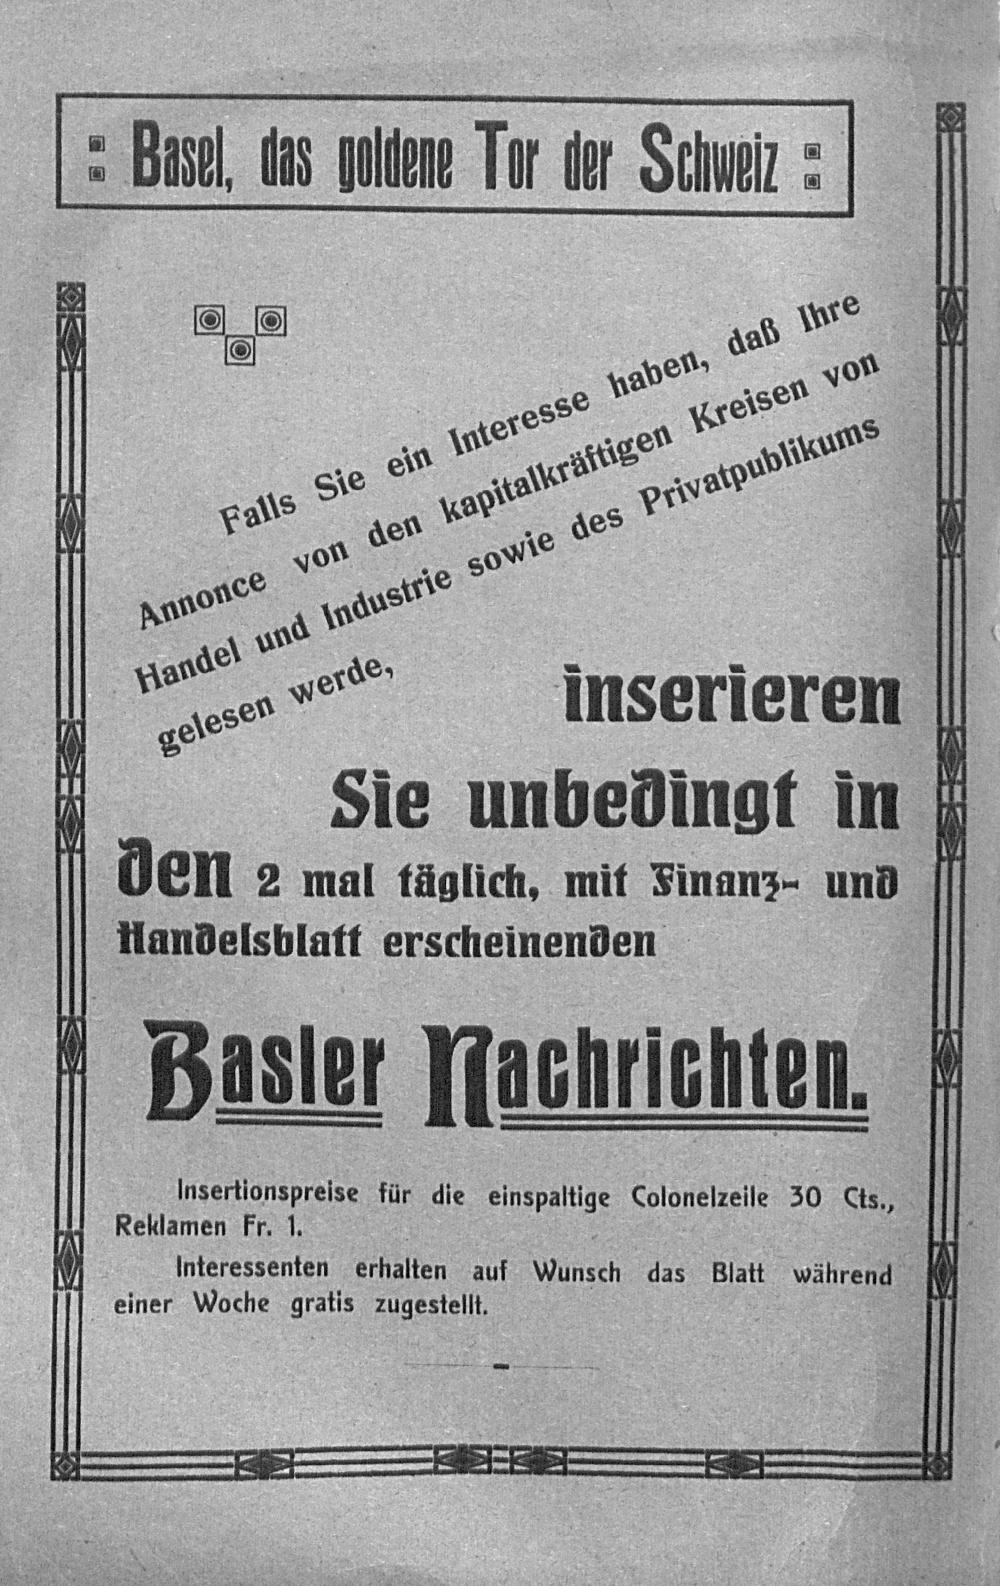 Basel, das goldene Tor der Schweiz
Falls Sie ein Interesse haben, daß Ihre
Annonce von den kapitalkräftigen Kreisen von
Handel und Industrie sowie des Privatpublikums
gelesen werde,
inserieren
Sie unbedingt in
den 2 mal täglich, mit Finanz- und
Handelsblatt erscheinenden
Basler Nachrichten.
Insertionspreise für die einspaltige Colonelzeile 30 Cts.,
Reklamen Fr. 1.
Interessenten erhalten auf Wunsch das Blatt während
einer Woche gratis zugestellt.